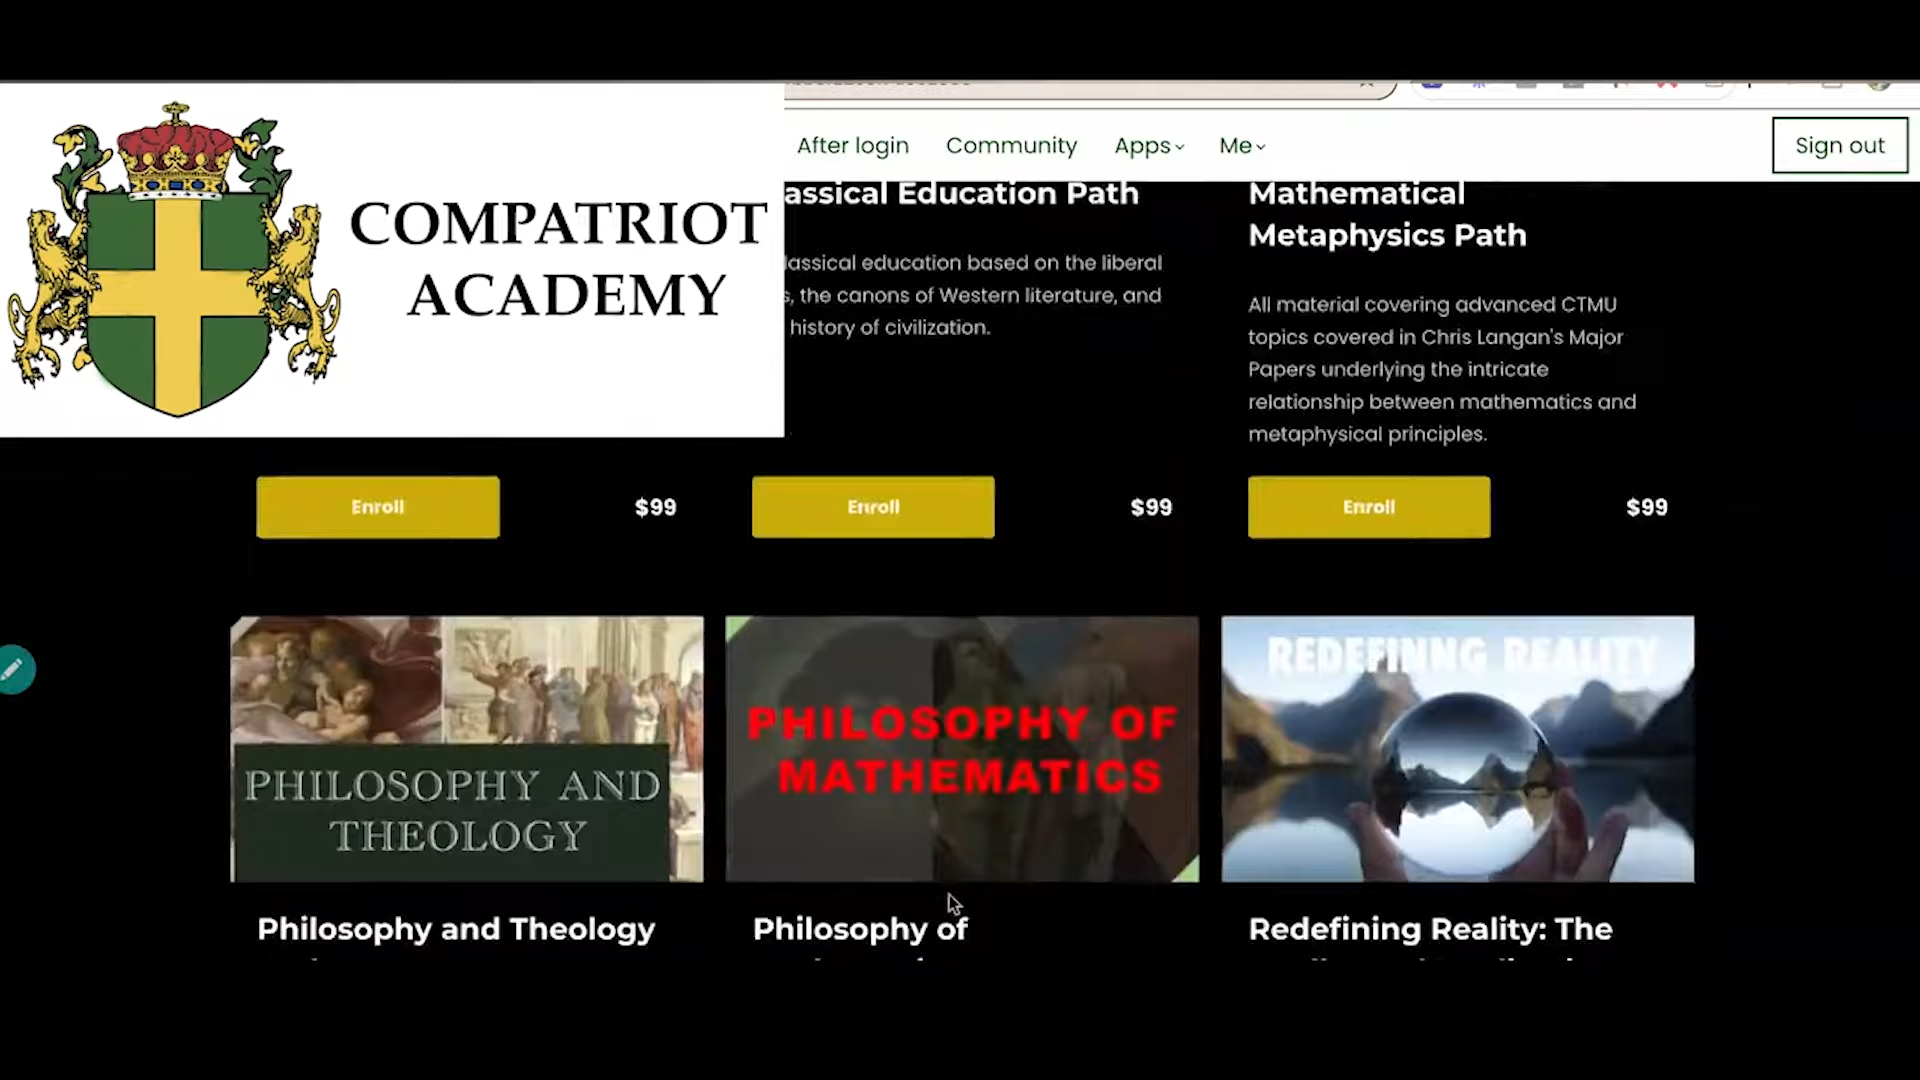 COMPATRIOT
ACADEMY
After login
Community
Apps
Me
Sign out
assical Education Path
lassical education based on the liberal
s, the canons of Western literature, and
history of civilization.
Mathematical
Metaphysics Path
All material covering advanced CTMU
topics covered in Chris Langan's Major
Papers underlying the intricate
relationship between mathematics and
metaphysical principles.
Enroll
$99
Enroll
$99
Enroll
$99
PHILOSOPHY AND
THEOLOGY
PHILOSOPHY OF
MATHEMATICS
REDEFINNG REALITY
Philosophy and Theology
Philosophy of
Redefining Reality: The